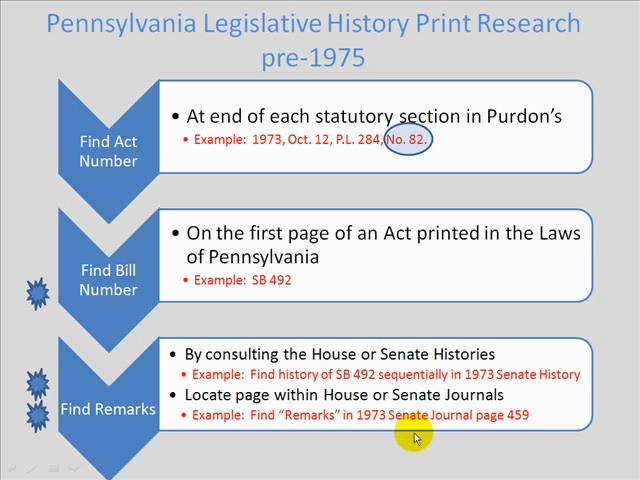 Pennsylvania Legislative History Print Research
pre-1975
Find Act
Number
• At end of each statutory section in Purdon's
• Example: 1973, Oct. 12, P.L. 284, No. 82.
Find Bill
Number
• On the first page of an Act printed in the Laws
of Pennsylvania
• Example: SB 492
Find Remarks
• By consulting the House or Senate Histories
• Example: Find history of SB 492 sequentially in 1973 Senate History
• Locate page within House or Senate Journals
• Example: Find "Remarks" in 1973 Senate Journal page 459